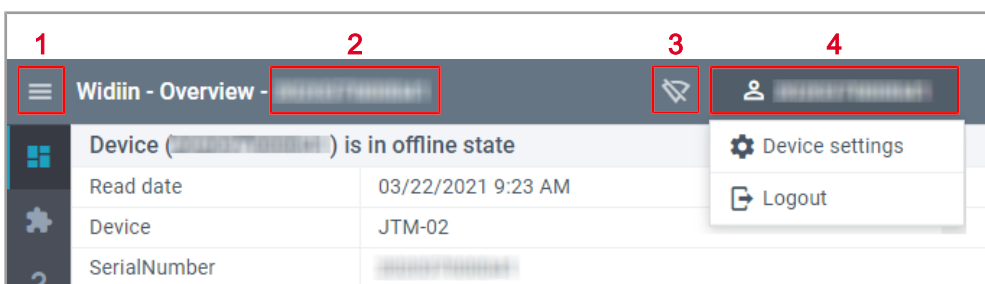 1 2 3 4
Widiin - Overview -
Device ( ) is in offline state
Device settings
Read date 03/22/2021 9:23 AM
Logout
Device JTM-02
SerialNumber
?